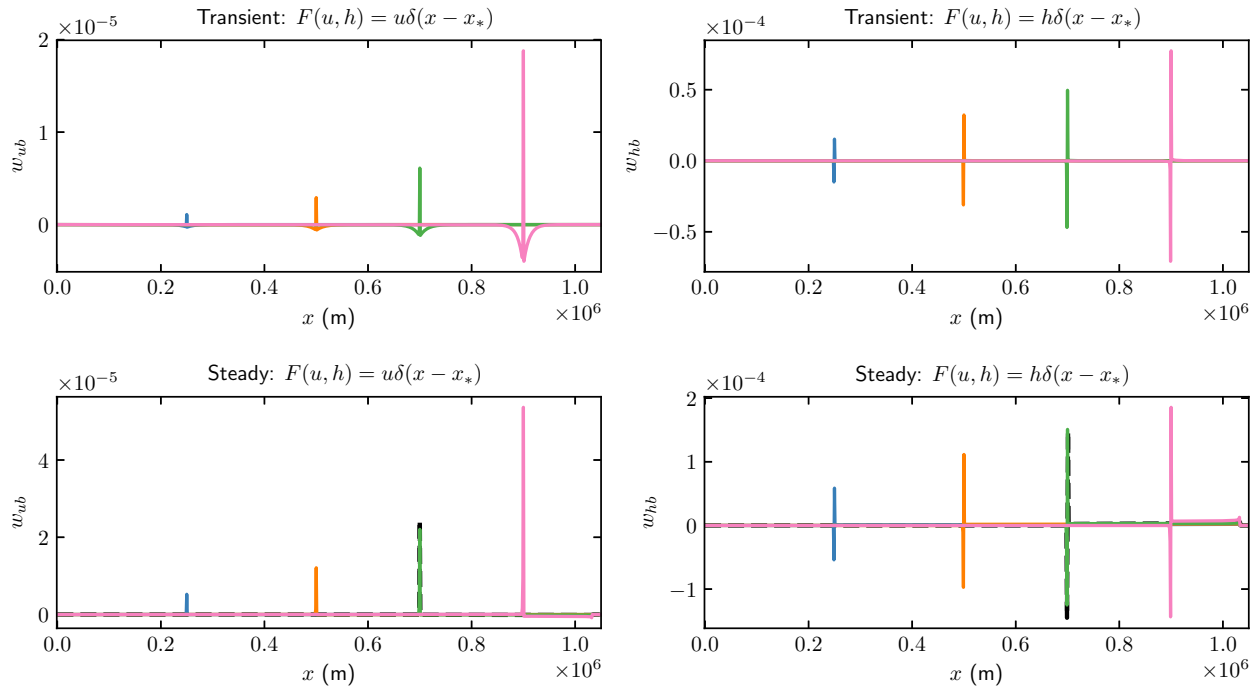 Transient: F(u, h) = uδ(x − x∗)
×10−5
2
1
0
w_ub
0.0 0.2 0.4 0.6 0.8 1.0
×10^6
x (m)
Transient: F(u, h) = hδ(x − x∗)
×10−4
0.5
0.0
−0.5
w_hb
0.0 0.2 0.4 0.6 0.8 1.0
×10^6
x (m)
Steady: F(u, h) = uδ(x − x∗)
×10−5
4
2
0
w_ub
0.0 0.2 0.4 0.6 0.8 1.0
×10^6
x (m)
Steady: F(u, h) = hδ(x − x∗)
×10−4
2
1
0
−1
w_hb
0.0 0.2 0.4 0.6 0.8 1.0
×10^6
x (m)